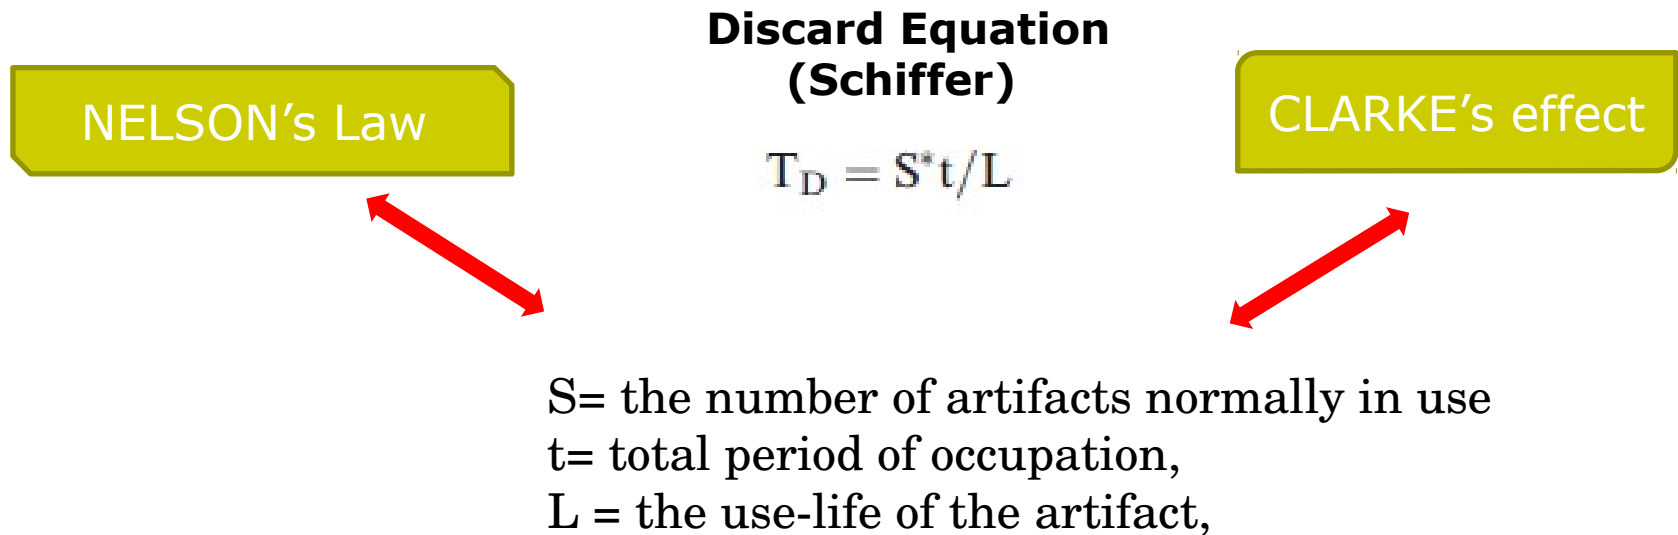 Discard Equation
(Schiffer)
NELSON’s Law
CLARKE’s effect
T_D = S*t/L
S= the number of artifacts normally in use
t= total period of occupation,
L = the use-life of the artifact,